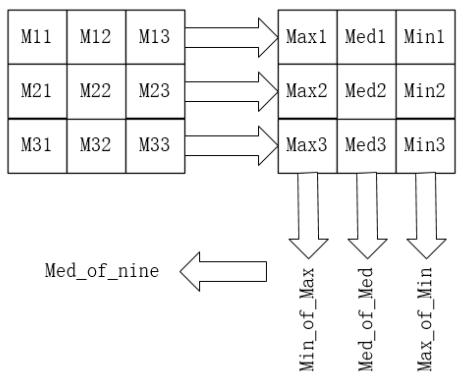 M11 M12 M13 Max1 Med1 Min1
M21 M22 M23 Max2 Med2 Min2
M31 M32 M33 Max3 Med3 Min3
Med_of_nine
Min_of_Max
Med_of_Med
Max_of_Min